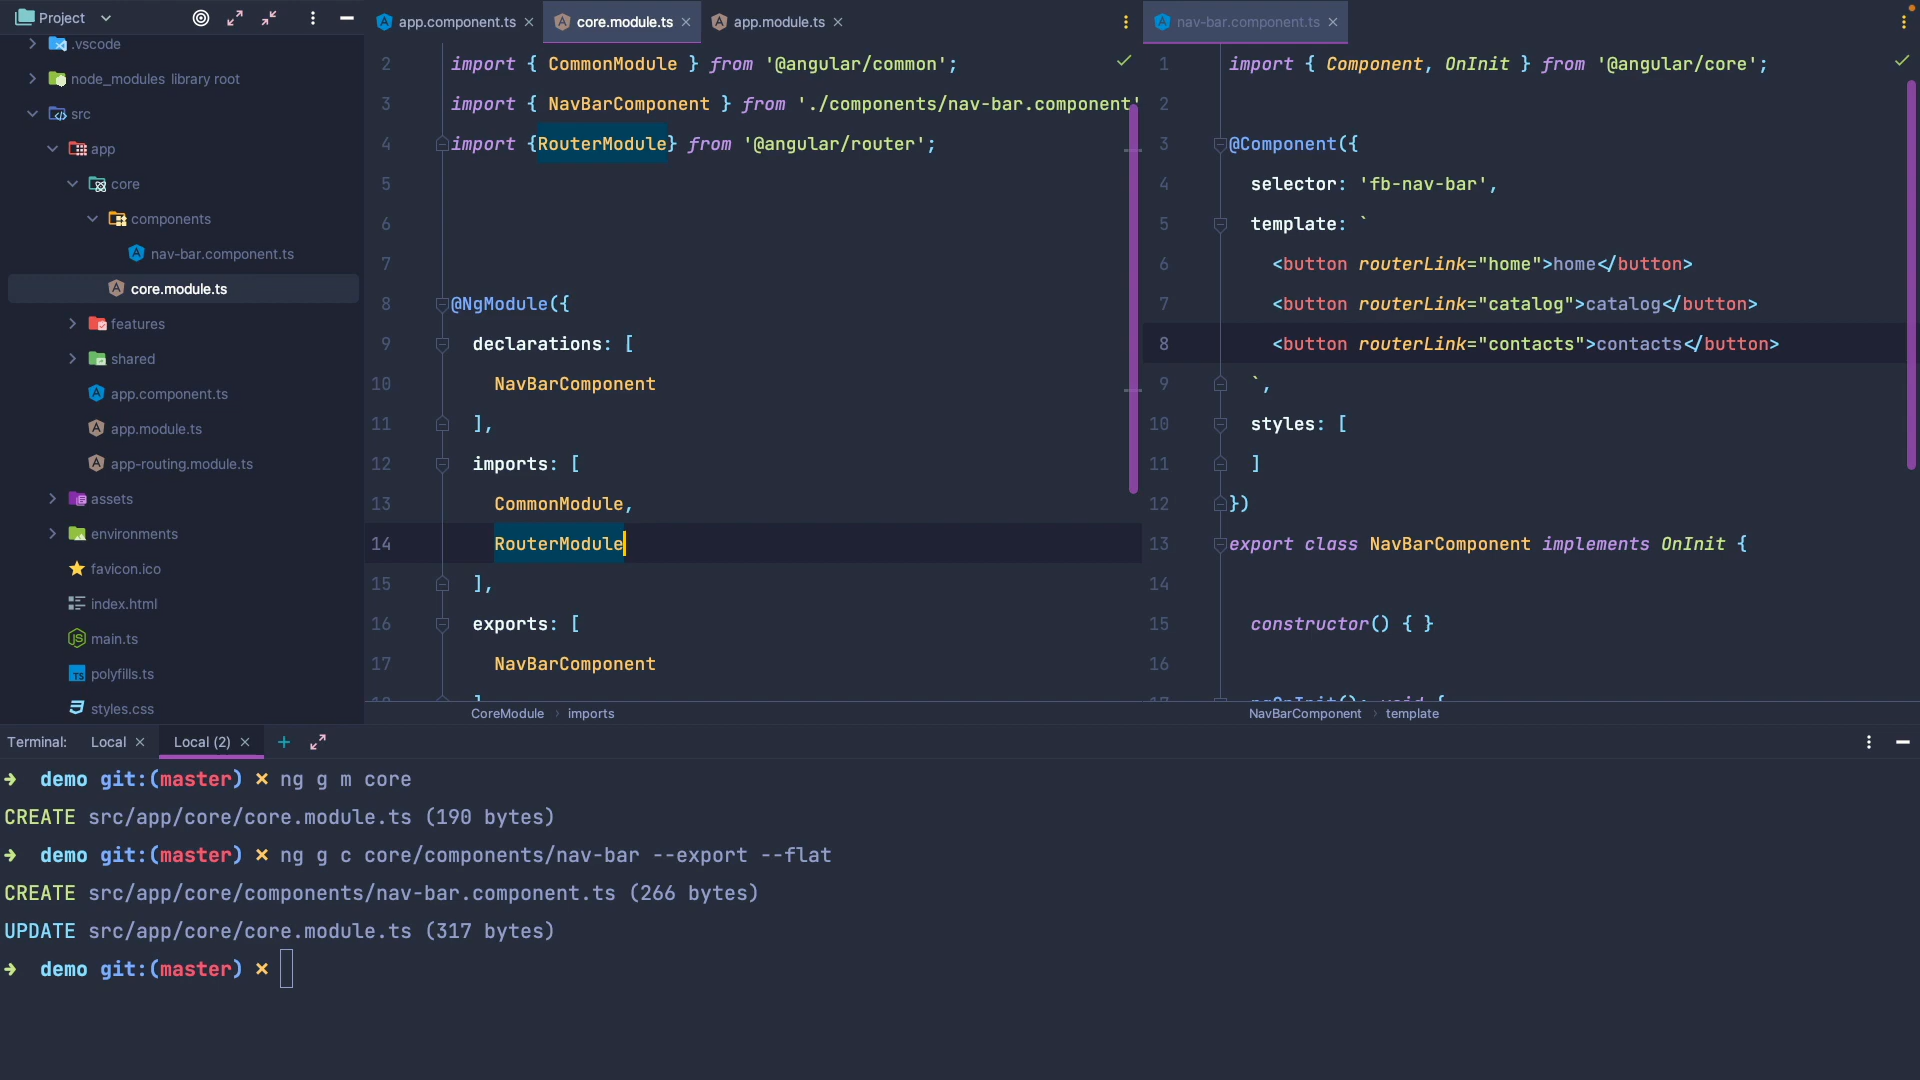 Project
.vscode
node_modules library root
src
app
core
components
nav-bar.component.ts
core.module.ts
features
shared
app.component.ts
app.module.ts
app-routing.module.ts
assets
environments
favicon.ico
index.html
main.ts
polyfills.ts
styles.css
app.component.ts
core.module.ts
app.module.ts
2 import { CommonModule } from '@angular/common';
3 import { NavBarComponent } from './components/nav-bar.component'
4 import {RouterModule} from '@angular/router';
5
6
7
8 @NgModule({
9 declarations: [
10 NavBarComponent
11 ],
12 imports: [
13 CommonModule,
14 RouterModule
15 ],
16 exports: [
17 NavBarComponent
18 ]
CoreModule imports
nav-bar.component.ts
1 import { Component, OnInit } from '@angular/core';
2
3 @Component({
4 selector: 'fb-nav-bar',
5 template: `
6 <button routerLink="home">home</button>
7 <button routerLink="catalog">catalog</button>
8 <button routerLink="contacts">contacts</button>
9 `,
10 styles: [
11 ]
12 })
13 export class NavBarComponent implements OnInit {
14
15 constructor() { }
16
17 ngOnInit(): void {
NavBarComponent template
Terminal: Local Local (2)
➜ demo git:(master) ✗ ng g m core
CREATE src/app/core/core.module.ts (190 bytes)
➜ demo git:(master) ✗ ng g c core/components/nav-bar --export --flat
CREATE src/app/core/components/nav-bar.component.ts (266 bytes)
UPDATE src/app/core/core.module.ts (317 bytes)
➜ demo git:(master) ✗